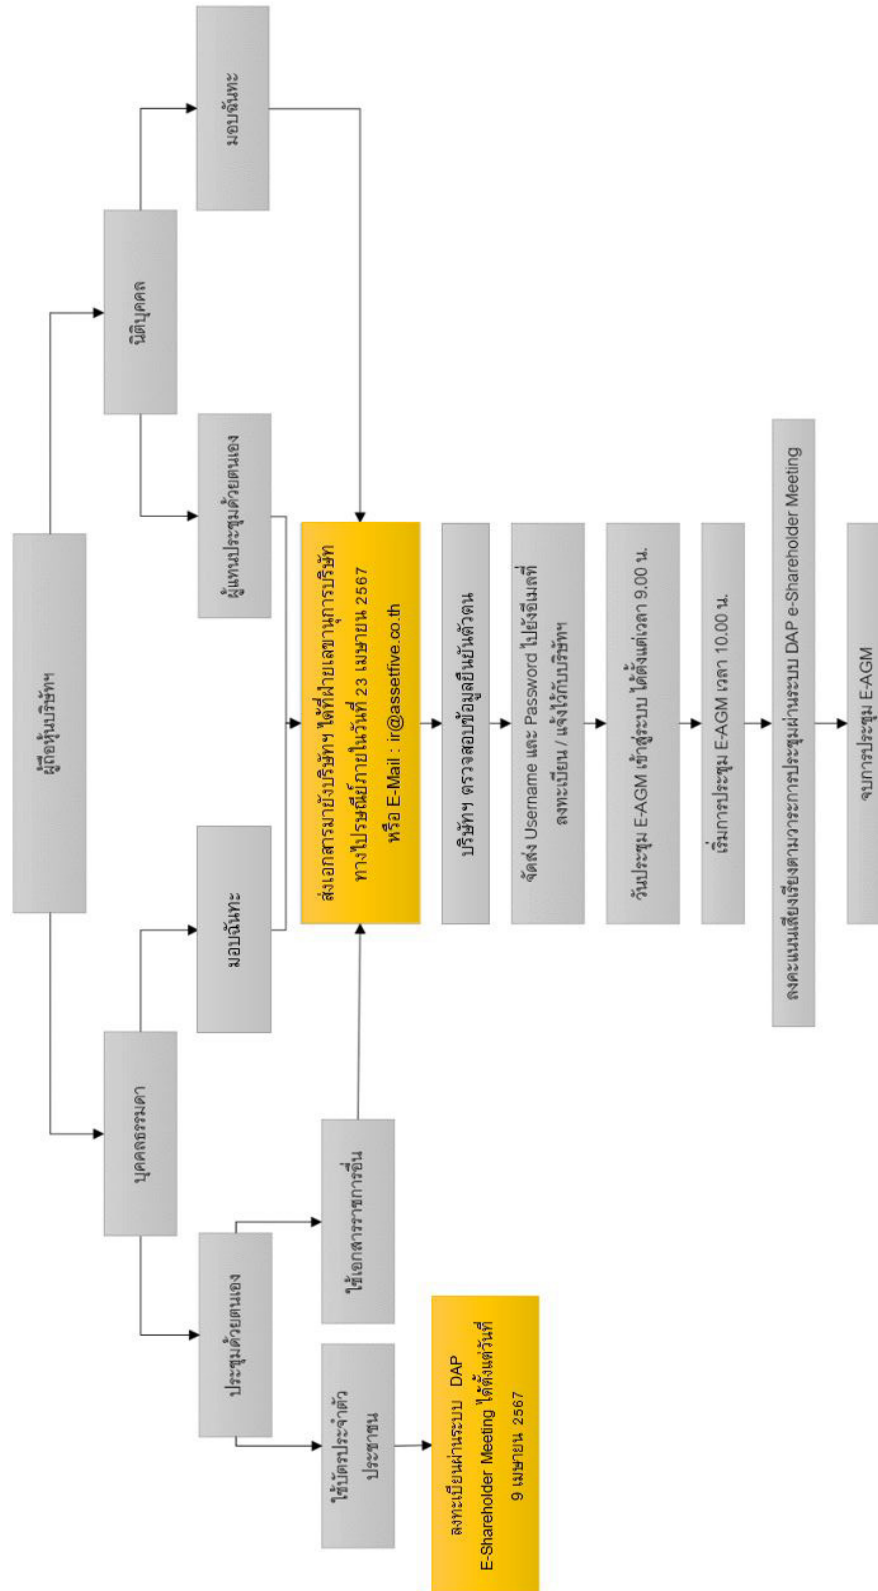 ผู้ถือหุ้นบริษัทฯ
บุคคลธรรมดา
นิติบุคคล
ประชุมด้วยตนเอง
มอบฉันทะ
ผู้แทนประชุมด้วยตนเอง
มอบฉันทะ
ใช้บัตรประจำตัว
ประชาชน
ใช้เอกสารราชการอื่น
ส่งเอกสารมายังบริษัทฯ ได้ที่ฝ่ายเลขานุการบริษัท
ทางไปรษณีย์ภายในวันที่ 23 เมษายน 2567
หรือ E-Mail : ir@assetfive.co.th
ลงทะเบียนผ่านระบบ DAP
E-Shareholder Meeting ได้ตั้งแต่วันที่
9 เมษายน 2567
บริษัทฯ ตรวจสอบข้อมูลยืนยันตัวตน
จัดส่ง Username และ Password ไปยังอีเมลที่
ลงทะเบียน / แจ้งไว้กับบริษัทฯ
วันประชุม E-AGM เข้าสู่ระบบ ได้ตั้งแต่เวลา 9.00 น.
เริ่มการประชุม E-AGM เวลา 10.00 น.
ลงคะแนนเสียงเรียงตามวาระการประชุมผ่านระบบ DAP e-Shareholder Meeting
จบการประชุม E-AGM